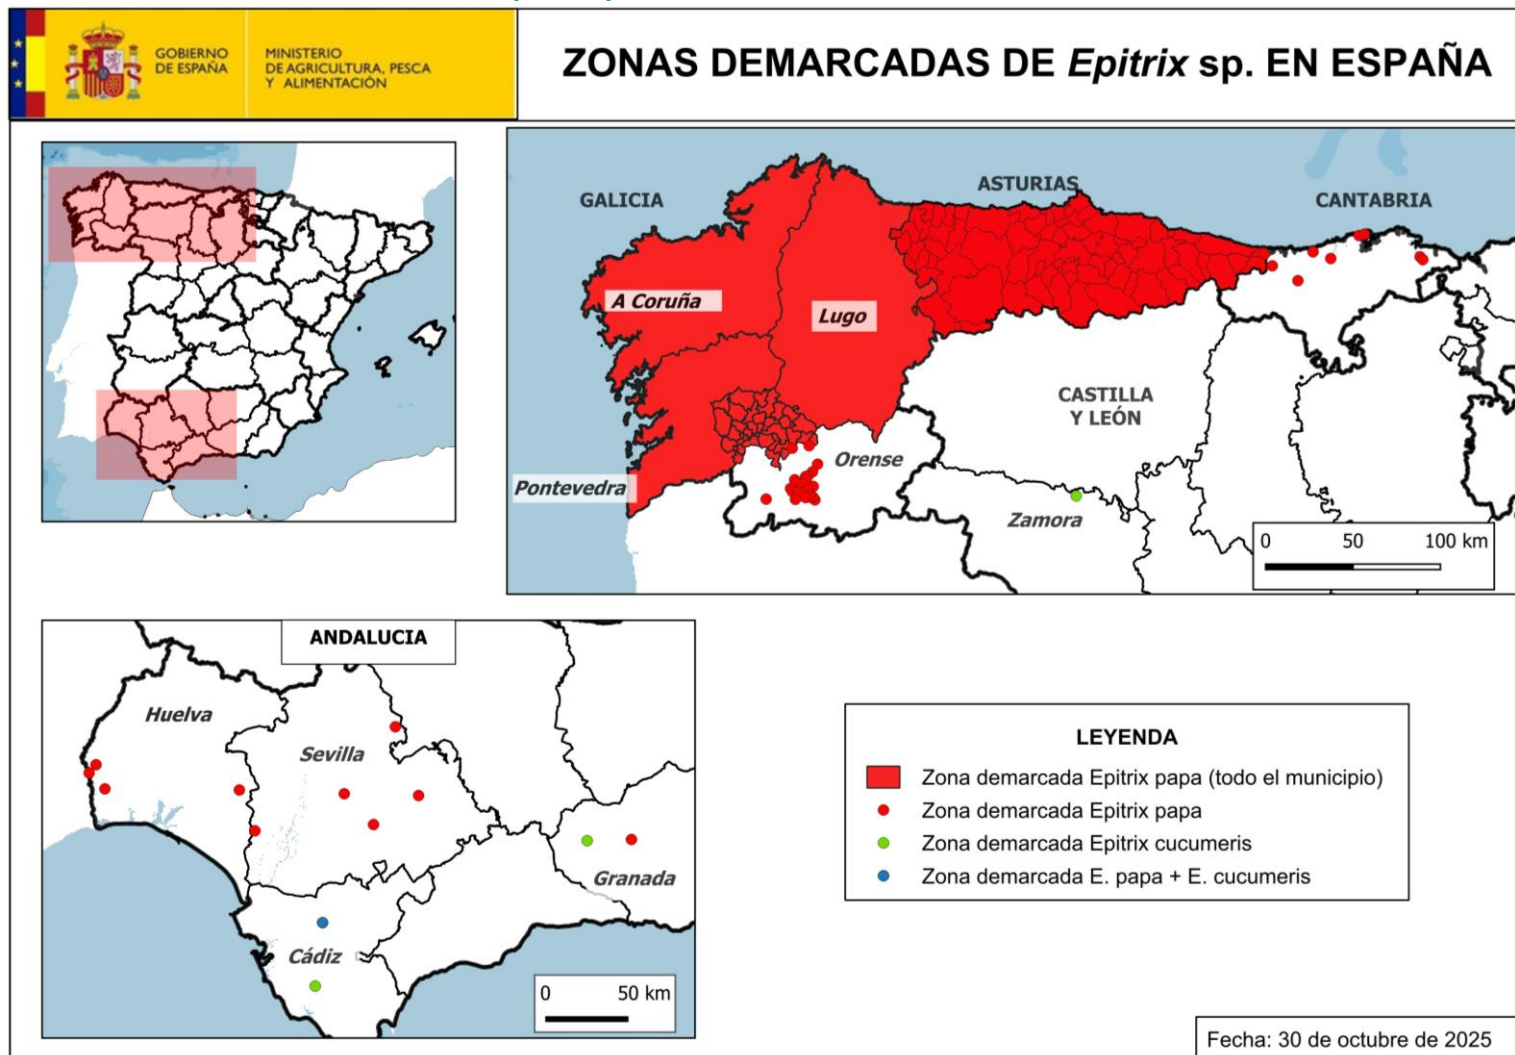 GOBIERNO
DE ESPAÑA
MINISTERIO
DE AGRICULTURA, PESCA
Y ALIMENTACIÓN
ZONAS DEMARCADAS DE Epitrix sp. EN ESPAÑA
GALICIA
ASTURIAS
CANTABRIA
A Coruña
Lugo
CASTILLA
Y LEÓN
Orense
Pontevedra
Zamora
0 50 100 km
ANDALUCIA
Huelva
Sevilla
Granada
Cádiz
0 50 km
LEYENDA
Zona demarcada Epitrix papa (todo el municipio)
Zona demarcada Epitrix papa
Zona demarcada Epitrix cucumeris
Zona demarcada E. papa + E. cucumeris
Fecha: 30 de octubre de 2025